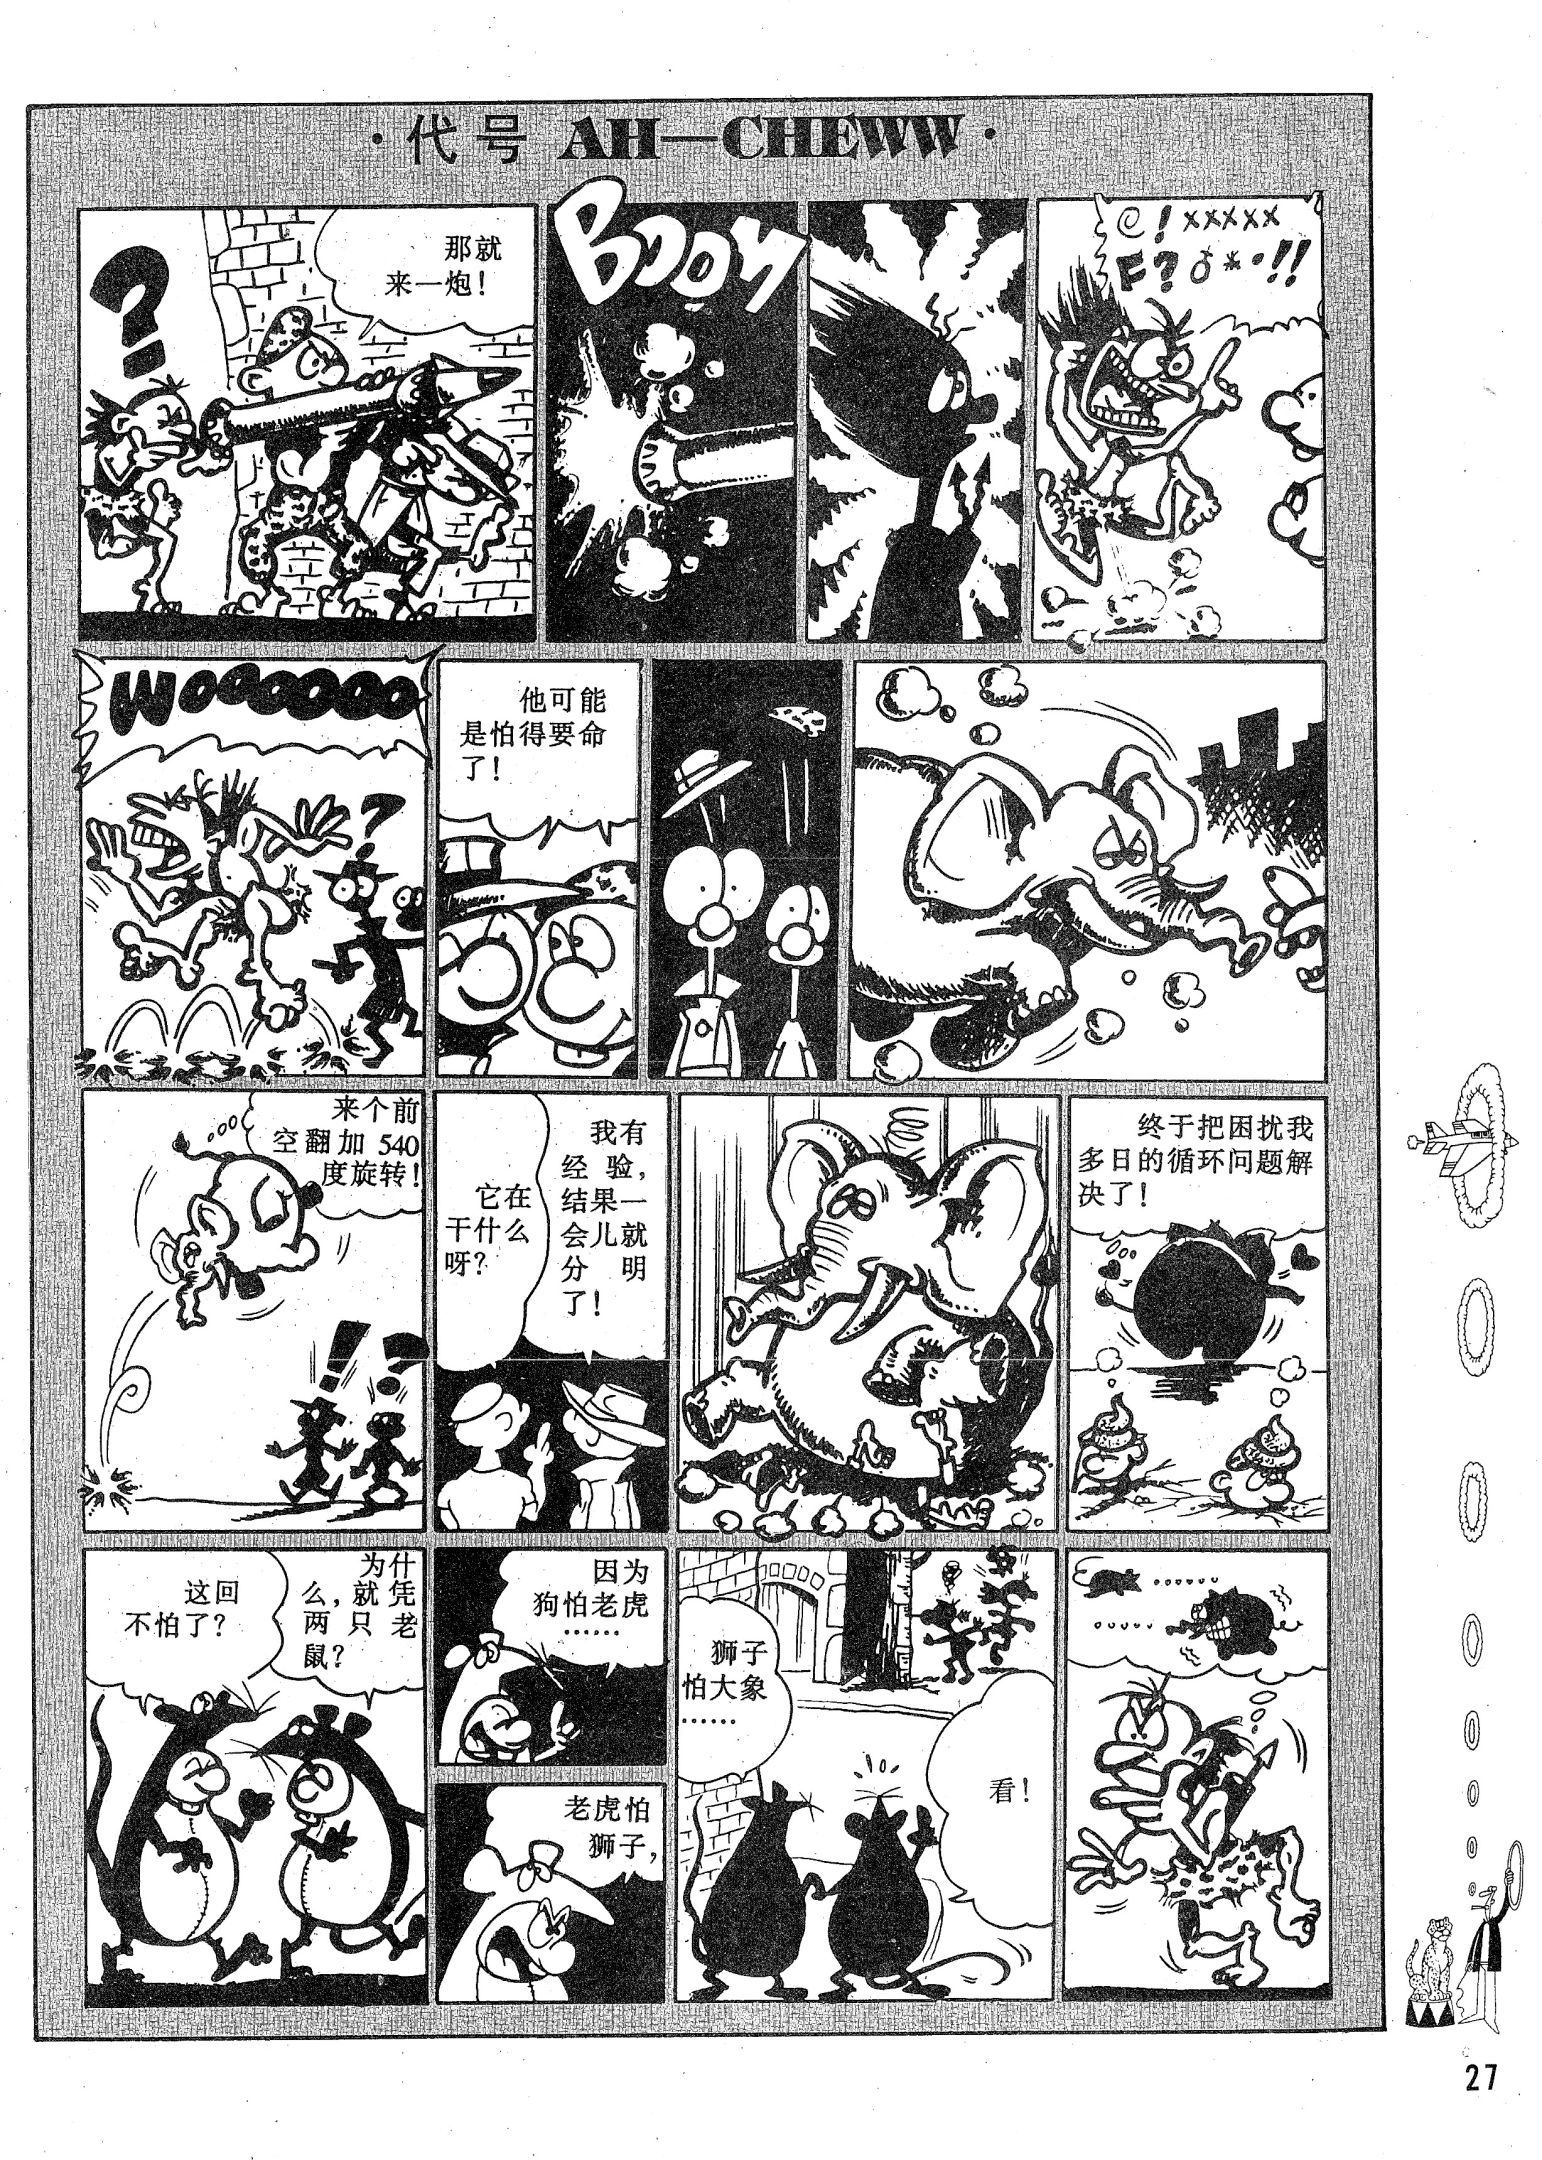 ·代号 AH—CHEWW·
那就
来一炮！
BOOM
@！×××××
F？♂*·!!
WOOOOOOO
他可能
是怕得要命
了！
来个前
空翻加 540
度旋转！
它在
干什么
呀？
我有
经验，
结果一
会儿就
分明
了！
终于把困扰我
多日的循环问题解
决了！
这回
不怕了？
为什
么，就凭
两只老
鼠？
因为
狗怕老虎
……
老虎怕
狮子，
狮子
怕大象
……
看！
27